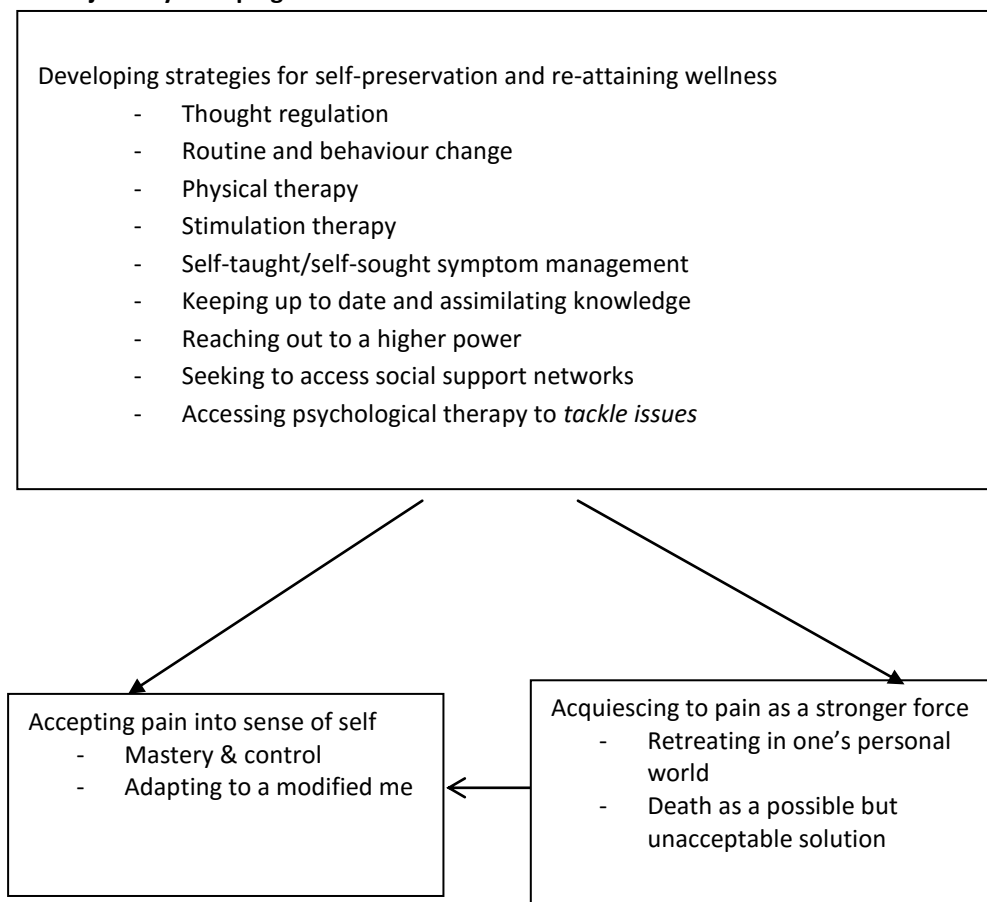 Developing strategies for self-preservation and re-attaining wellness
- Thought regulation
- Routine and behaviour change
- Physical therapy
- Stimulation therapy
- Self-taught/self-sought symptom management
- Keeping up to date and assimilating knowledge
- Reaching out to a higher power
- Seeking to access social support networks
- Accessing psychological therapy to tackle issues
Accepting pain into sense of self
- Mastery & control
- Adapting to a modified me
Acquiescing to pain as a stronger force
- Retreating in one’s personal
world
- Death as a possible but
unacceptable solution